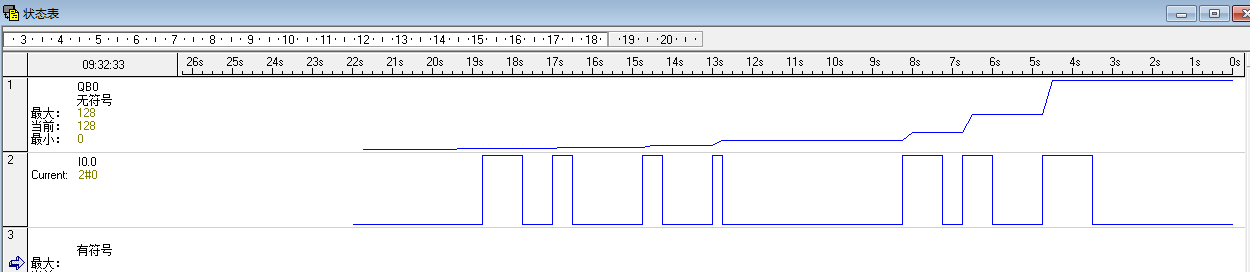 状态表
3 4 5 6 7 8 9 10 11 12 13 14 15 16 17 18 19 20
09:32:33 26s 25s 24s 23s 22s 21s 20s 19s 18s 17s 16s 15s 14s 13s 12s 11s 10s 9s 8s 7s 6s 5s 4s 3s 2s 1s 0s
1 QB0
无符号
最大: 128
当前: 128
最小: 0
2 I0.0
Current: 2#0
3
有符号
最大: